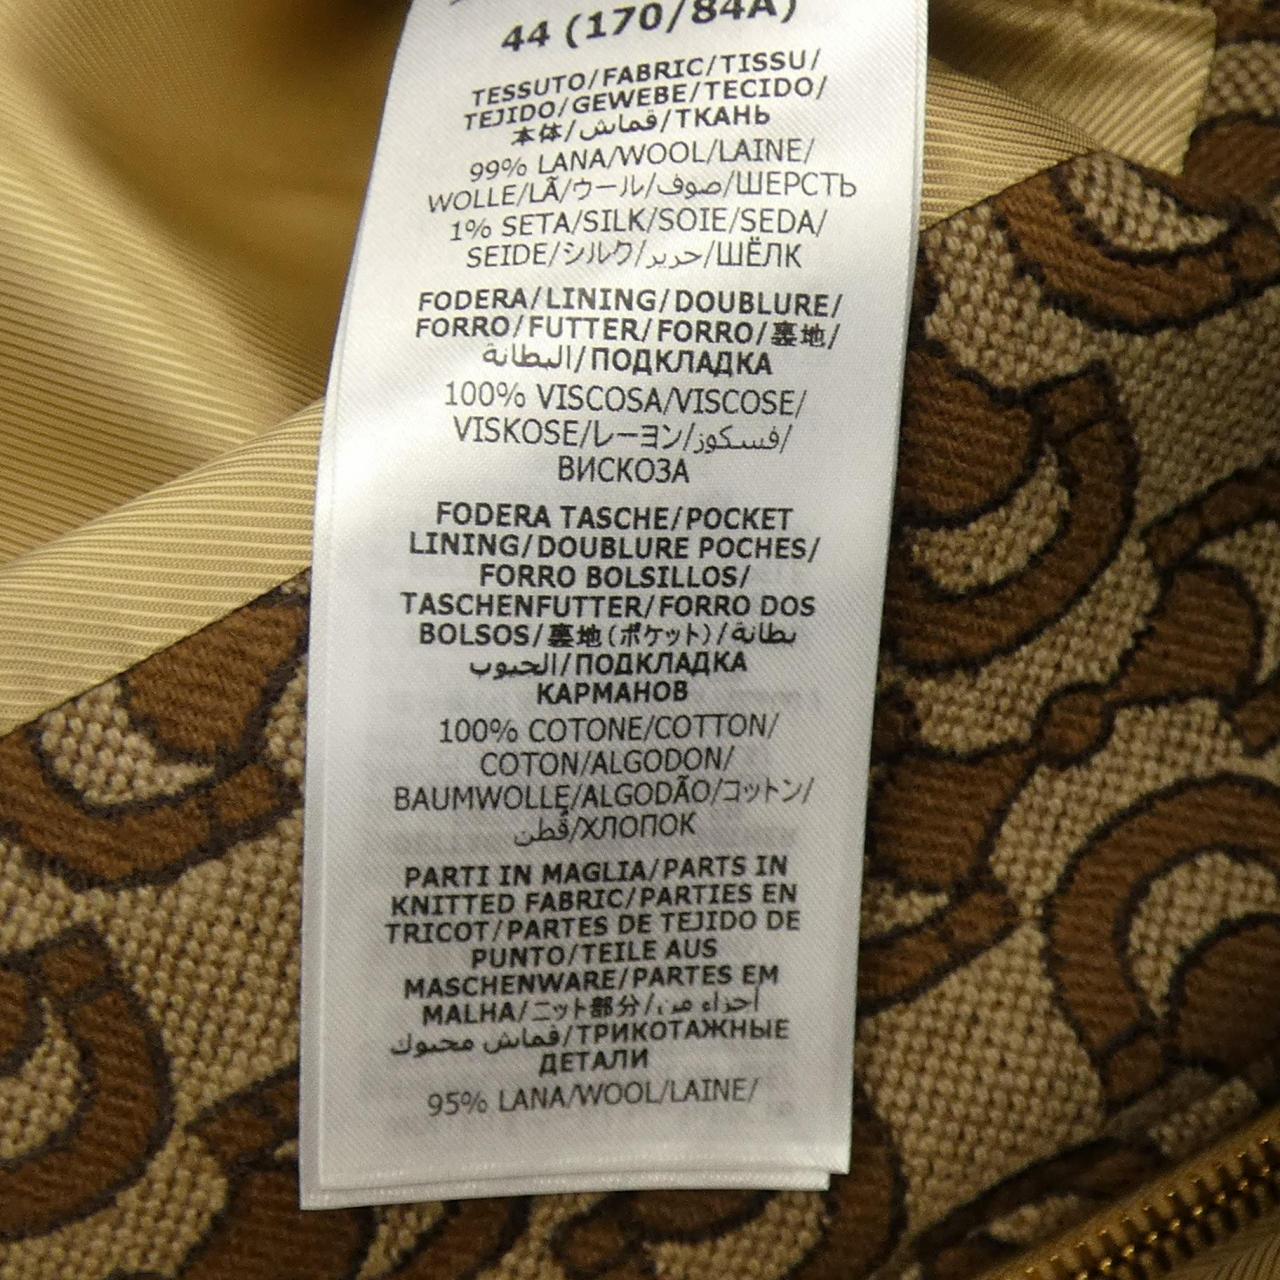 44 (170/84A)
TESSUTO/FABRIC/TISSU/
TEJIDO/GEWEBE/TECIDO/
本体/قماش/ТКАНЬ
99% LANA/WOOL/LAINE/
WOLLE/LÃ/ウール/صوف/ШЕРСТЬ
1% SETA/SILK/SOIE/SEDA/
SEIDE/シルク/حرير/ШЁЛК
FODERA/LINING/DOUBLURE/
FORRO/FUTTER/FORRO/裏地/
البطانة/ПОДКЛАДКА
100% VISCOSA/VISCOSE/
VISKOSE/レーヨン/فسكوز/
ВИСКОЗА
FODERA TASCHE/POCKET
LINING/DOUBLURE POCHES/
FORRO BOLSILLOS/
TASCHENFUTTER/FORRO DOS
BOLSOS/裏地(ポケット)/بطانة
الجيوب/ПОДКЛАДКА
КАРМАНОВ
100% COTONE/COTTON/
COTON/ALGODON/
BAUMWOLLE/ALGODÃO/コットン/
قُطن/ХЛОПОК
PARTI IN MAGLIA/PARTS IN
KNITTED FABRIC/PARTIES EN
TRICOT/PARTES DE TEJIDO DE
PUNTO/TEILE AUS
MASCHENWARE/PARTES EM
MALHA/ニット部分/أجزاء من
قماش محبوك/ТРИКОТАЖНЫЕ
ДЕТАЛИ
95% LANA/WOOL/LAINE/